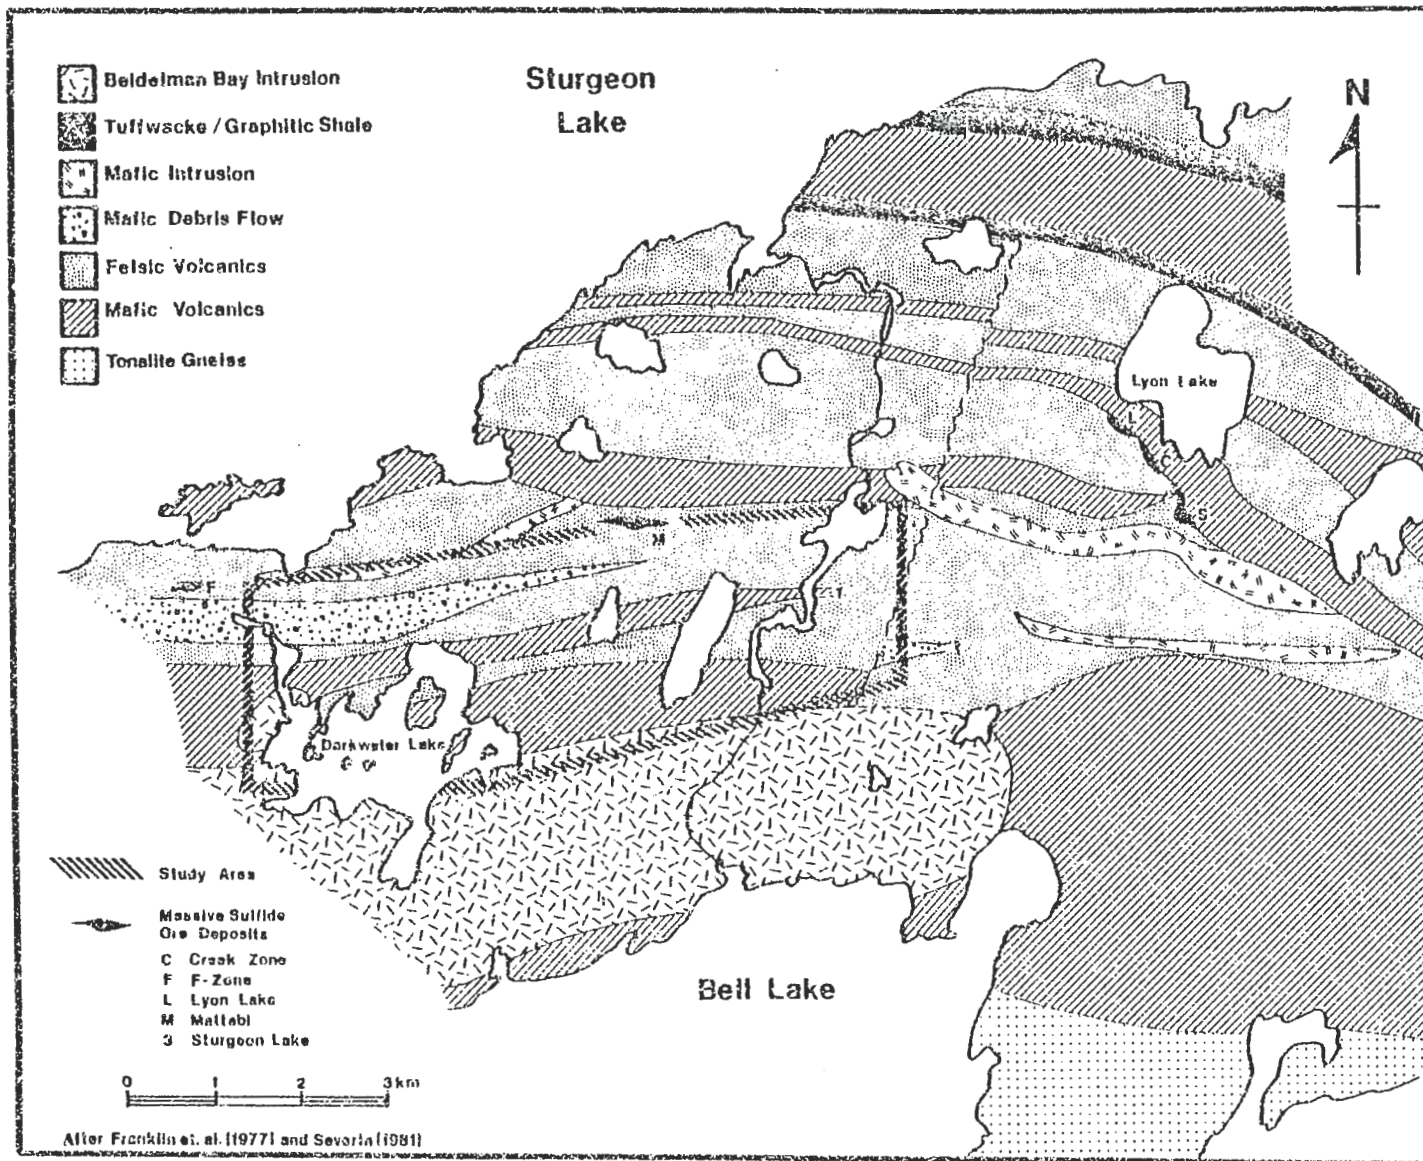 Sturgeon
Lake
N
Beidelman Bay Intrusion
Tuffwacke / Graphitic Shale
Mafic Intrusion
Mafic Debris Flow
Felsic Volcanics
Mafic Volcanics
Tonalite Gneiss
Lyon Lake
L
C
S
M
F
Darkwater Lake
Study Area
Massive Sulfide
Ore Deposits
C Creek Zone
F F-Zone
L Lyon Lake
M Mattabi
S Sturgeon Lake
Bell Lake
0 1 2 3 km
After Franklin et. al. (1977) and Severin (1981)